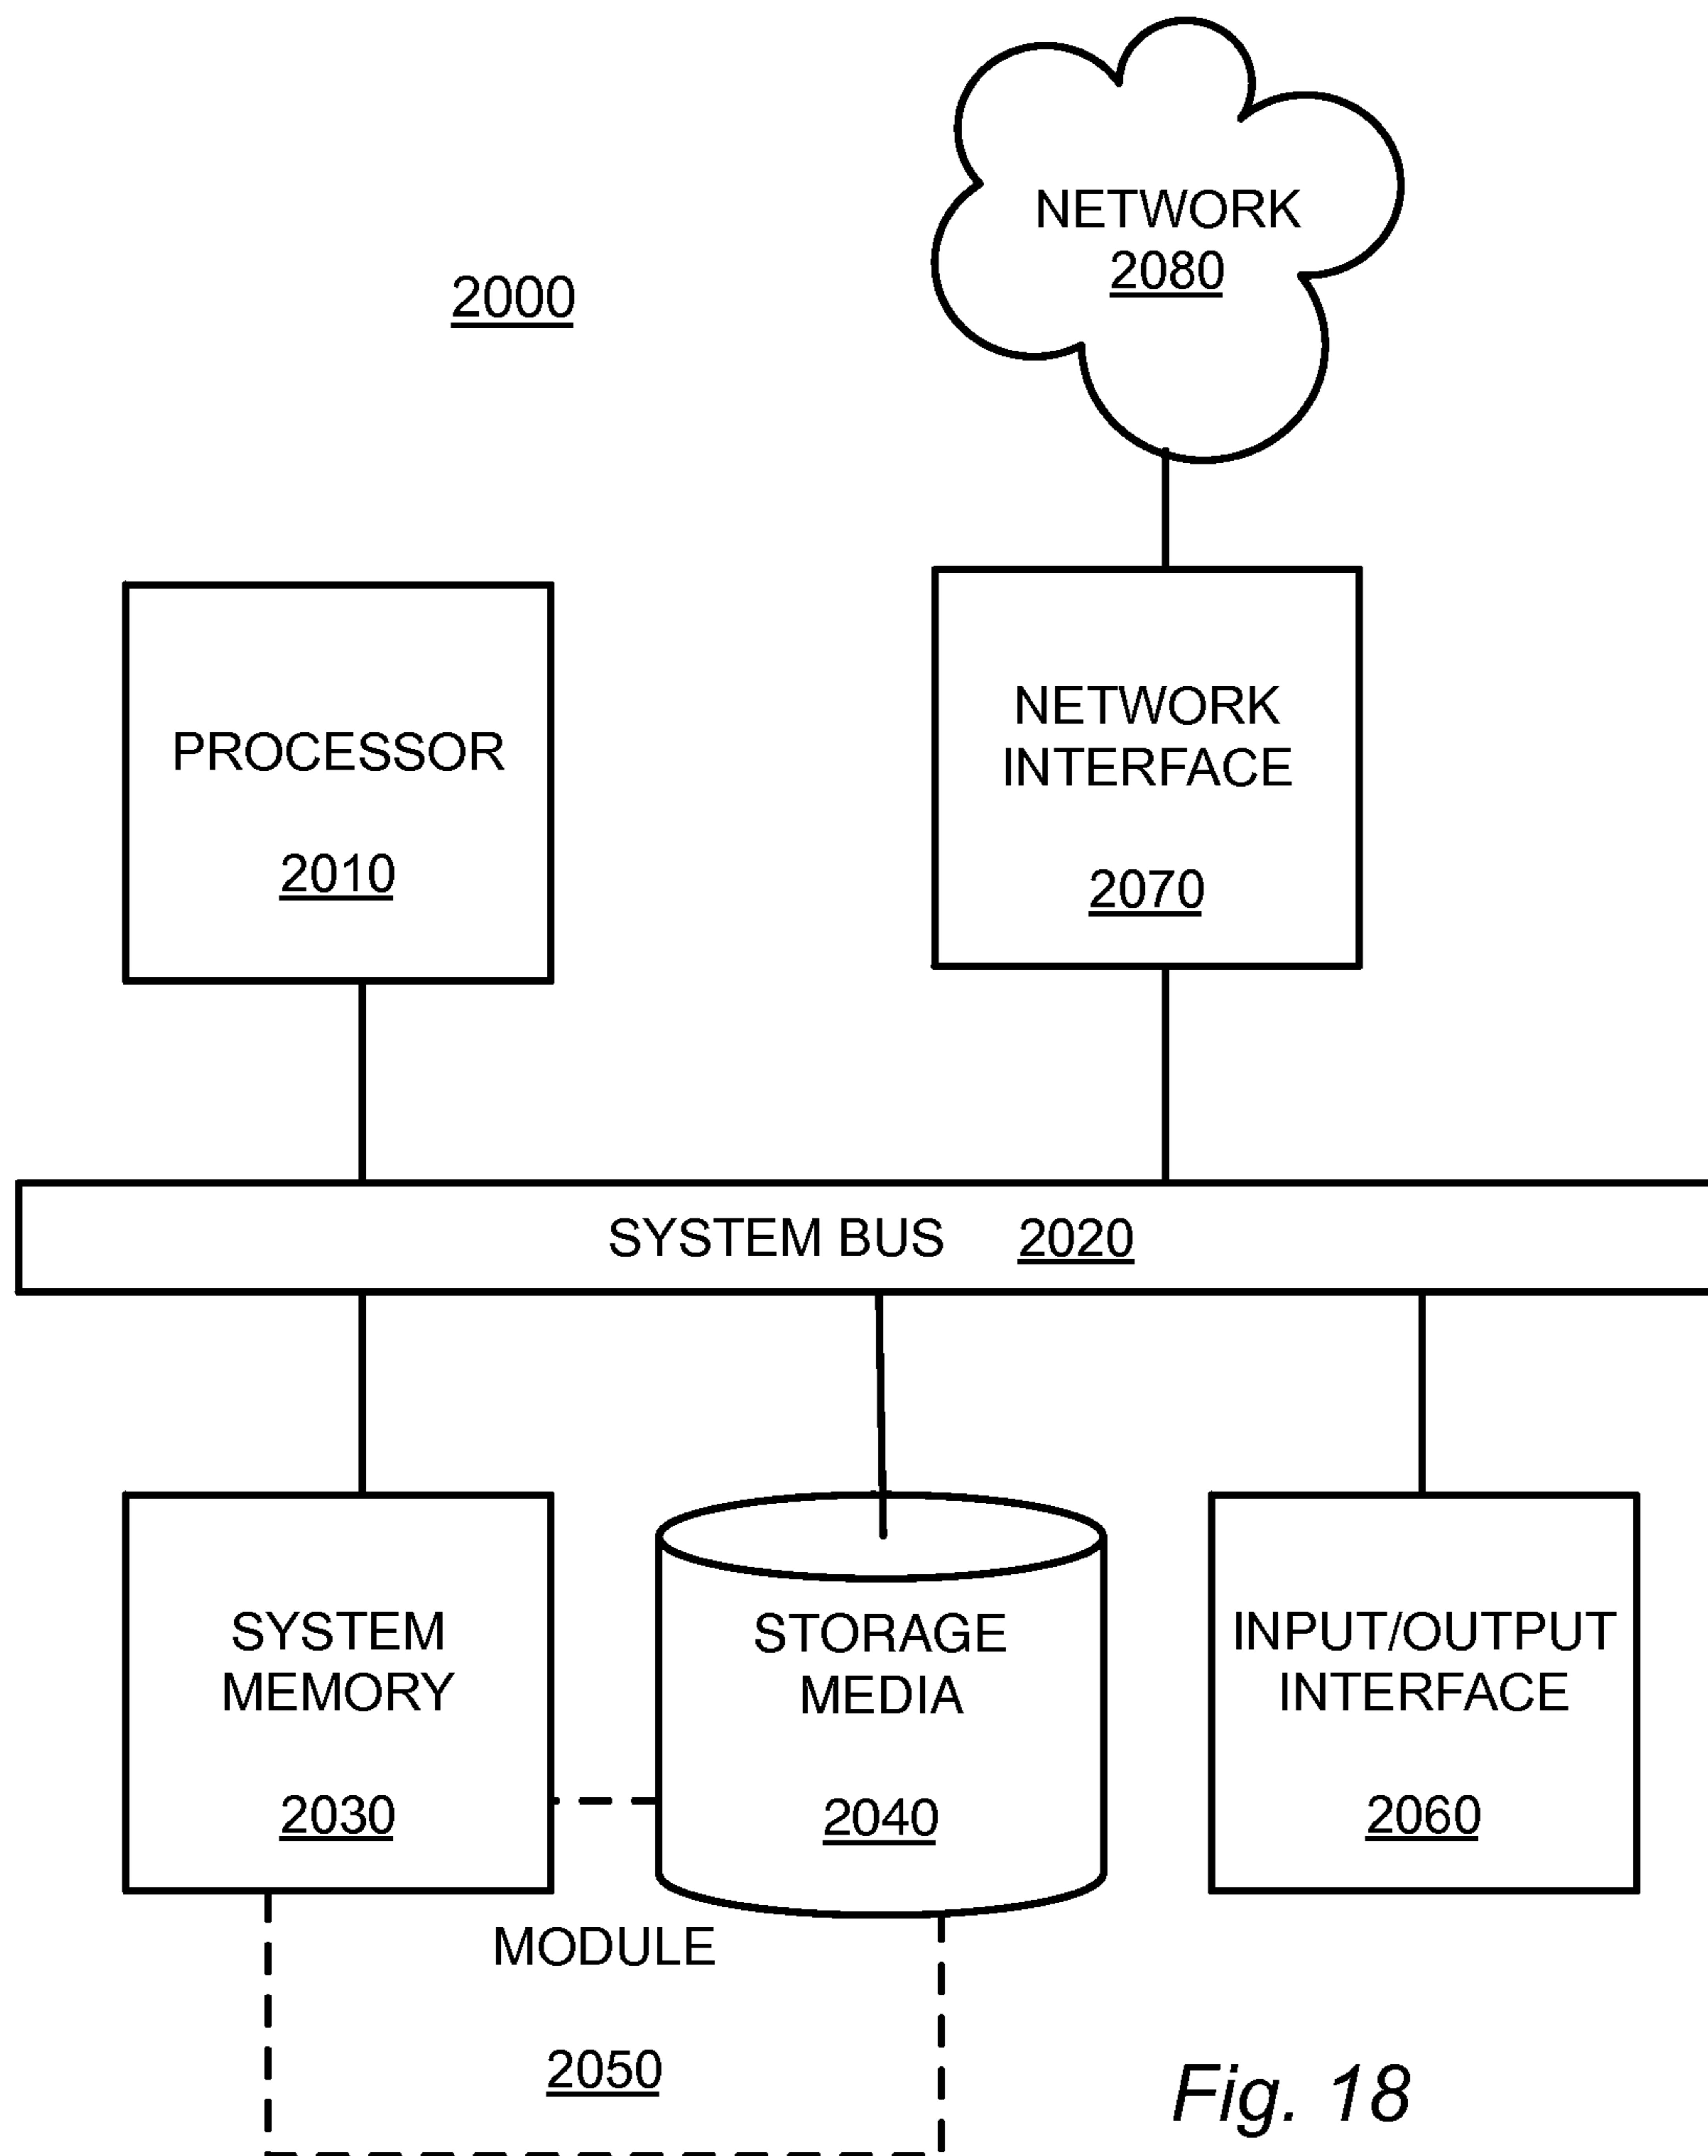 NETWORK
2080
2000
PROCESSOR
2010
NETWORK
INTERFACE
2070
SYSTEM BUS 2020
SYSTEM
MEMORY
2030
STORAGE
MEDIA
2040
INPUT/OUTPUT
INTERFACE
2060
MODULE
2050
Fig. 18